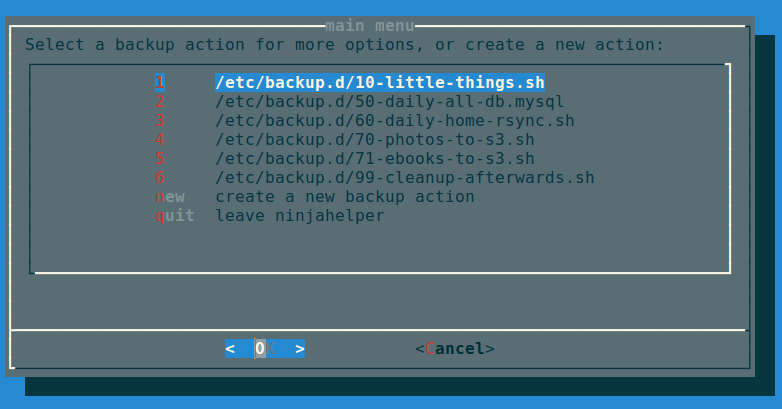 main menu
Select a backup action for more options, or create a new action:
1 /etc/backup.d/10-little-things.sh
2 /etc/backup.d/50-daily-all-db.mysql
3 /etc/backup.d/60-daily-home-rsync.sh
4 /etc/backup.d/70-photos-to-s3.sh
5 /etc/backup.d/71-ebooks-to-s3.sh
6 /etc/backup.d/99-cleanup-afterwards.sh
new create a new backup action
quit leave ninjahelper
< OK > <Cancel>